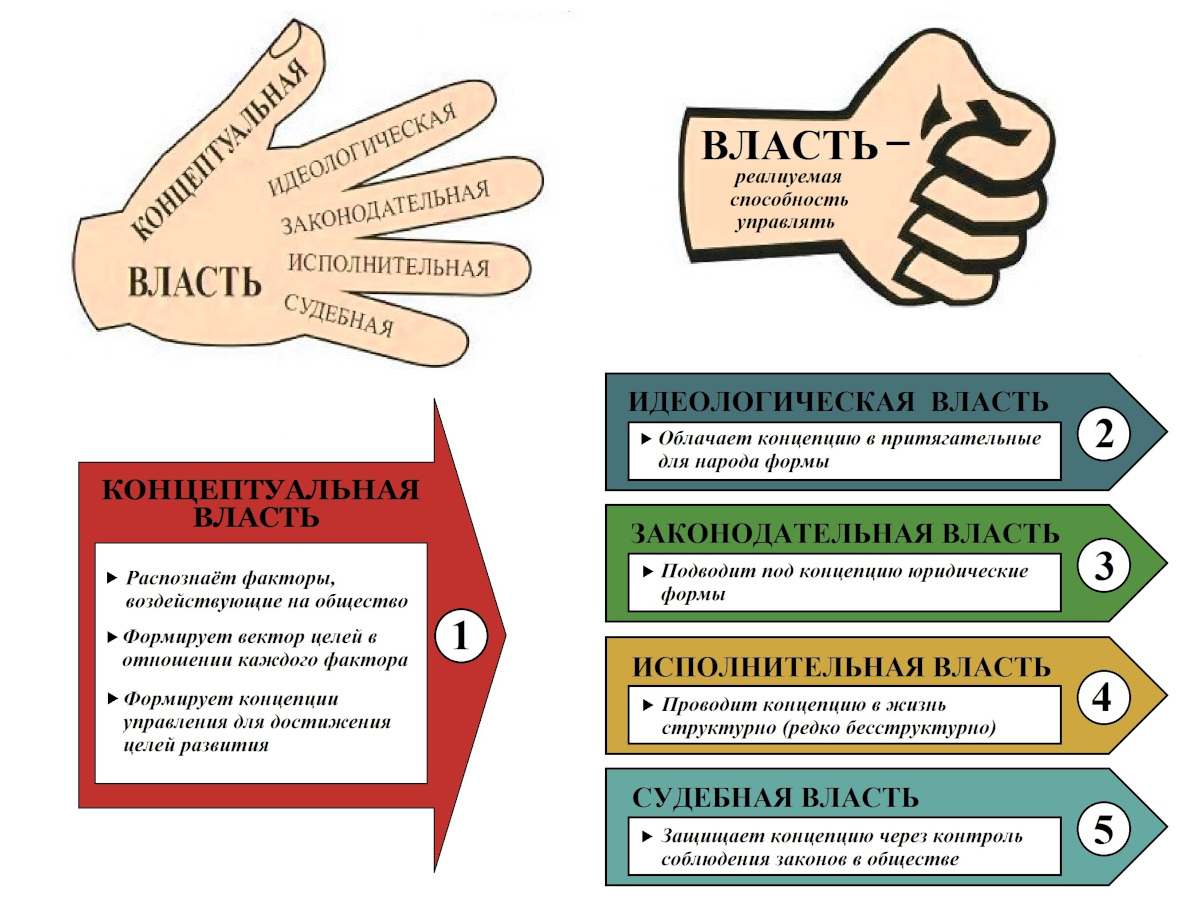 КОНЦЕПТУАЛЬНАЯ
ИДЕОЛОГИЧЕСКАЯ
ЗАКОНОДАТЕЛЬНАЯ
ИСПОЛНИТЕЛЬНАЯ
СУДЕБНАЯ
ВЛАСТЬ
ВЛАСТЬ –
реалиуемая
способность
управлять
КОНЦЕПТУАЛЬНАЯ
ВЛАСТЬ
Распознаёт факторы,
воздействующие на общество
Формирует вектор целей в
отношении каждого фактора
Формирует концепции
управления для достижения
целей развития
1
ИДЕОЛОГИЧЕСКАЯ ВЛАСТЬ
Облачает концепцию в притягательные
для народа формы
2
ЗАКОНОДАТЕЛЬНАЯ ВЛАСТЬ
Подводит под концепцию юридические
формы
3
ИСПОЛНИТЕЛЬНАЯ ВЛАСТЬ
Проводит концепцию в жизнь
структурно (редко бесструктурно)
4
СУДЕБНАЯ ВЛАСТЬ
Защищает концепцию через контроль
соблюдения законов в обществе
5